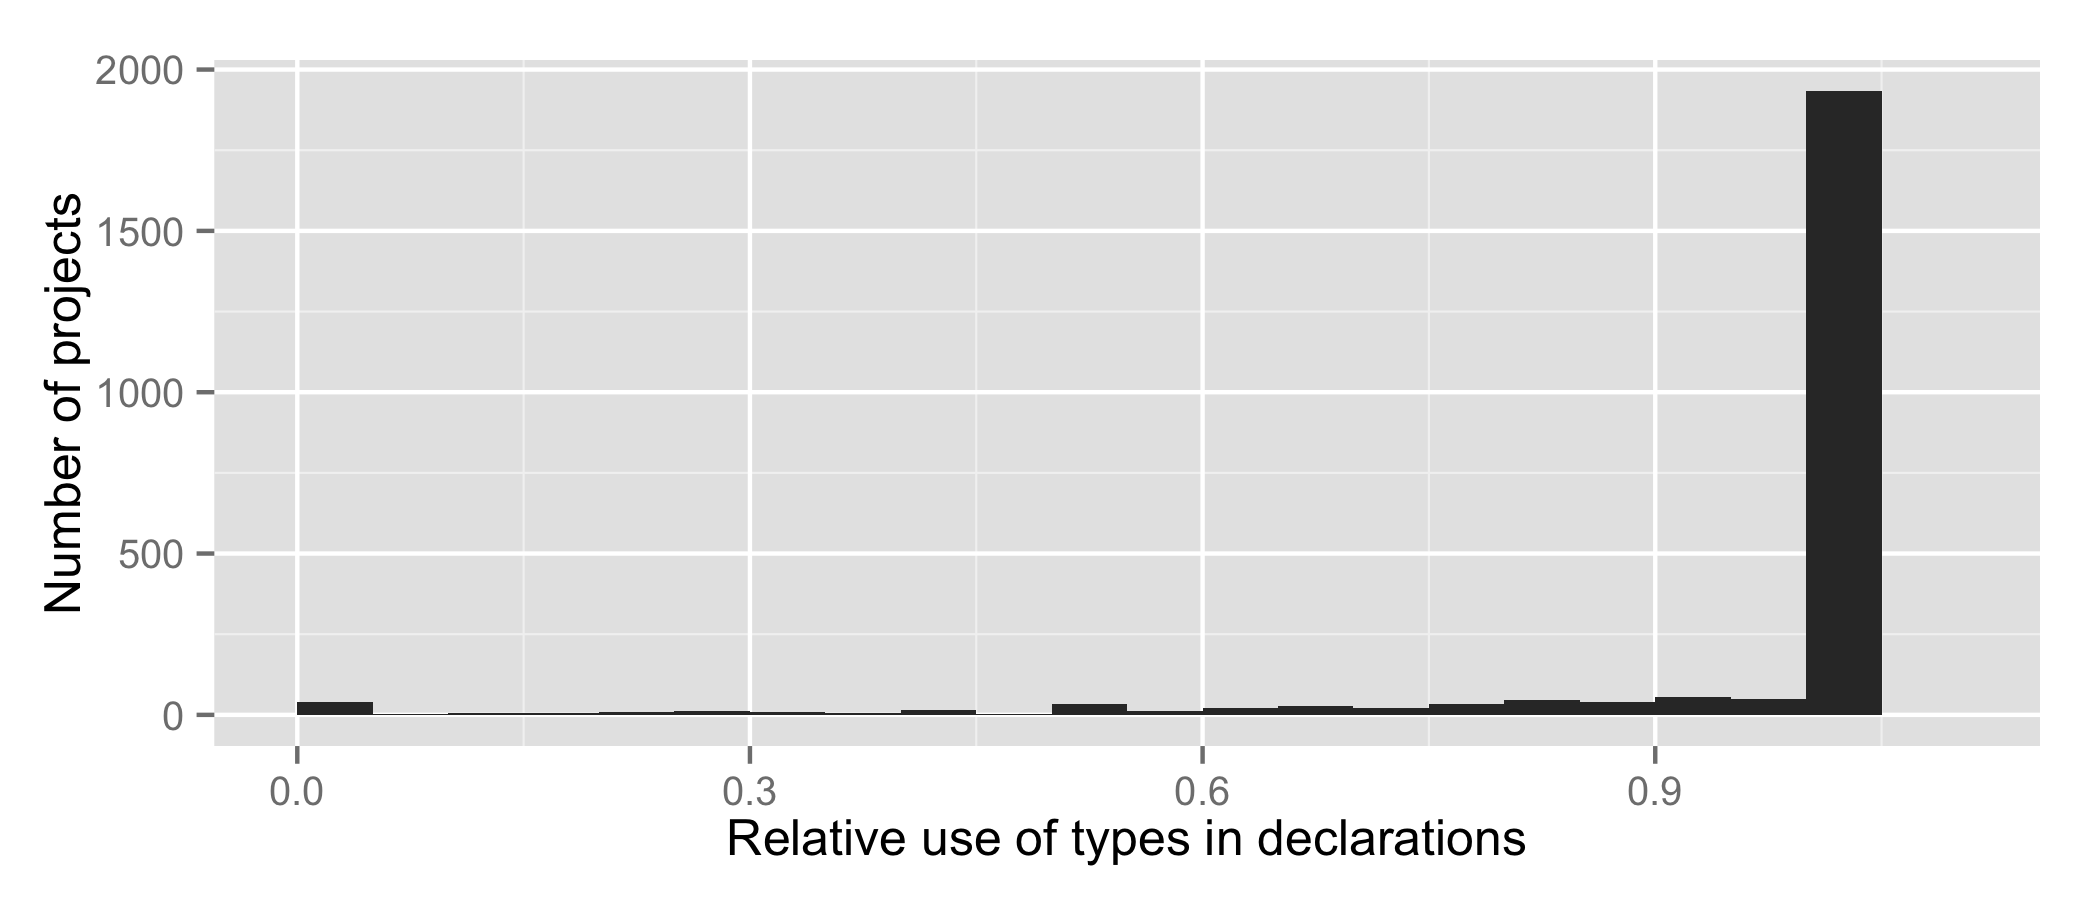 2000
1500
1000
500
0
Number of projects
0.0 0.3 0.6 0.9
Relative use of types in declarations